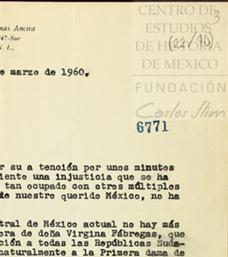 CENTRO DE
ESTUDIOS
DE HISTORIA
DE MEXICO
3
(22/90)
nas Ancira
47-Sur
N. L.,
e marzo de 1960.
FUNDACIÓN
Carlos Slim
6771
r su a tención por unos minutos
iente una injusticia que se ha
tan ocupado con otros múltiples
e nuestro querido México, no ha
tral de México actual no hay más
ora de doña Virgina Fábregas, que
ción a todas las Repúblicas Suda-
naturalmente a la Primera dama de